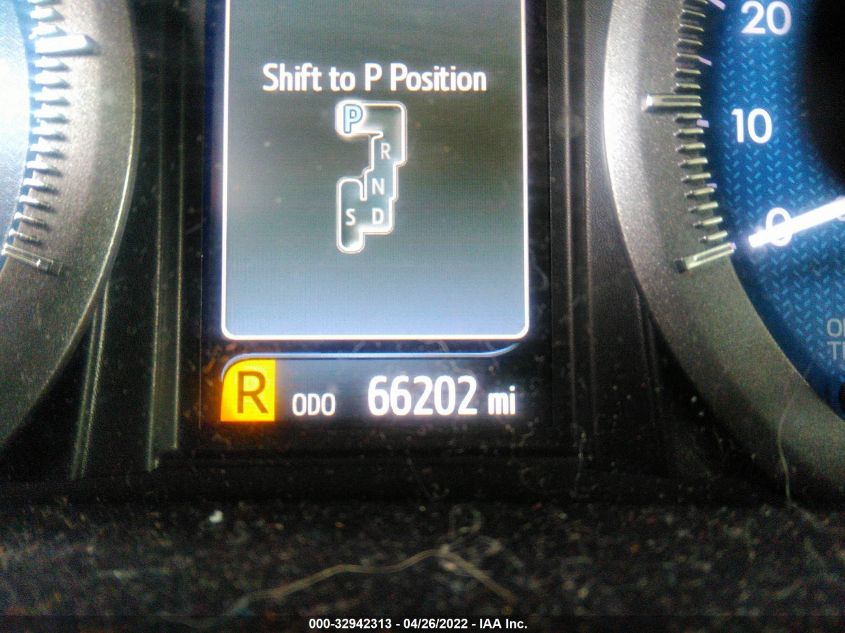 20
Shift to P Position
P
10
R
N
S D
0
R ODO 66202 mi
000-32942313 - 04/26/2022 - IAA Inc.